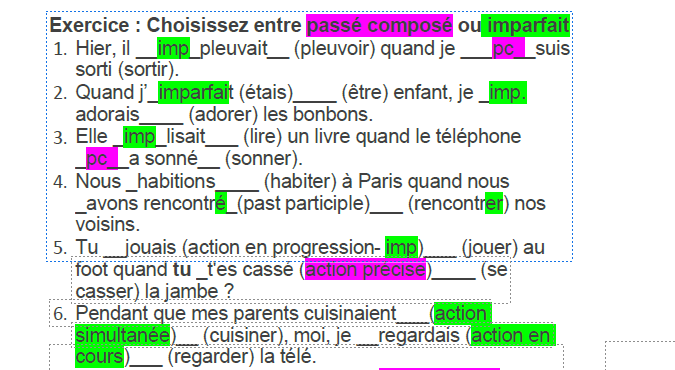 Exercice : Choisissez entre passé composé ou imparfait
1. Hier, il __imp_pleuvait__ (pleuvoir) quand je ___pc__suis
sorti (sortir).
2. Quand j'_imparfait (étais)____ (être) enfant, je _imp.
adorais____ (adorer) les bonbons.
3. Elle _imp_lisait___ (lire) un livre quand le téléphone
_pc_a sonné__ (sonner).
4. Nous _habitions____ (habiter) à Paris quand nous
_avons rencontré_(past participle)___ (rencontrer) nos
voisins.
5. Tu __jouais (action en progression- imp)____ (jouer) au
foot quand tu _t'es cassé (action précise)____ (se
casser) la jambe ?
6. Pendant que mes parents cuisinaient___(action
simultanée)___ (cuisiner), moi, je __regardais (action en
cours)___ (regarder) la télé.